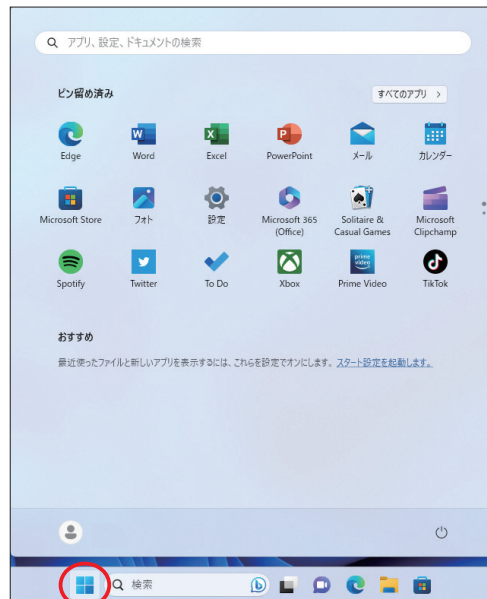 アプリ、設定、ドキュメントの検索
ピン留め済み
すべてのアプリ >
Edge
Word
Excel
PowerPoint
メール
カレンダー
Microsoft Store
フォト
設定
Microsoft 365
(Office)
Solitaire &
Casual Games
Microsoft
Clipchamp
Spotify
Twitter
To Do
Xbox
Prime Video
TikTok
おすすめ
最近使ったファイルと新しいアプリを表示するには、これらを設定でオンにします。スタート設定を起動します。
検索